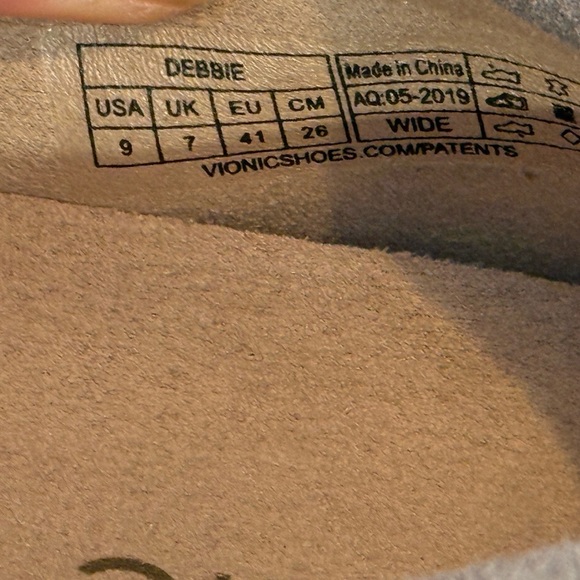 DEBBIE
USA UK EU CM
9 7 41 26
Made in China
AQ:05-2019
WIDE
VIONICSHOES.COM/PATENTS